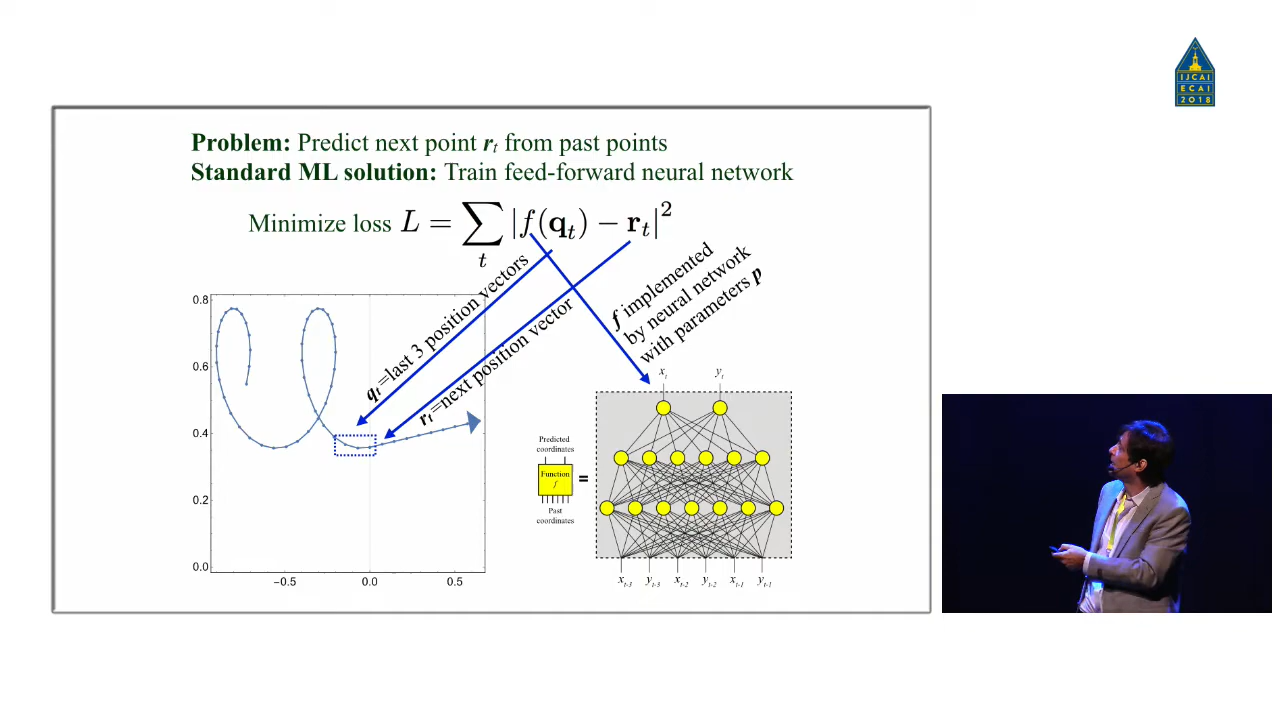 IJCAI
ECAI
2018
Problem: Predict next point rₜ from past points
Standard ML solution: Train feed-forward neural network
Minimize loss L = ∑ₜ |f(qₜ) − rₜ|²
f implemented
by neural network
with parameters p
qₜ=last 3 position vectors
rₜ=next position vector
0.8
0.6
0.4
0.2
0.0
−0.5
0.0
0.5
Predicted
coordinates
Function
f
Past
coordinates
=
xₜ yₜ
xₜ₋₃ yₜ₋₃ xₜ₋₂ yₜ₋₂ xₜ₋₁ yₜ₋₁